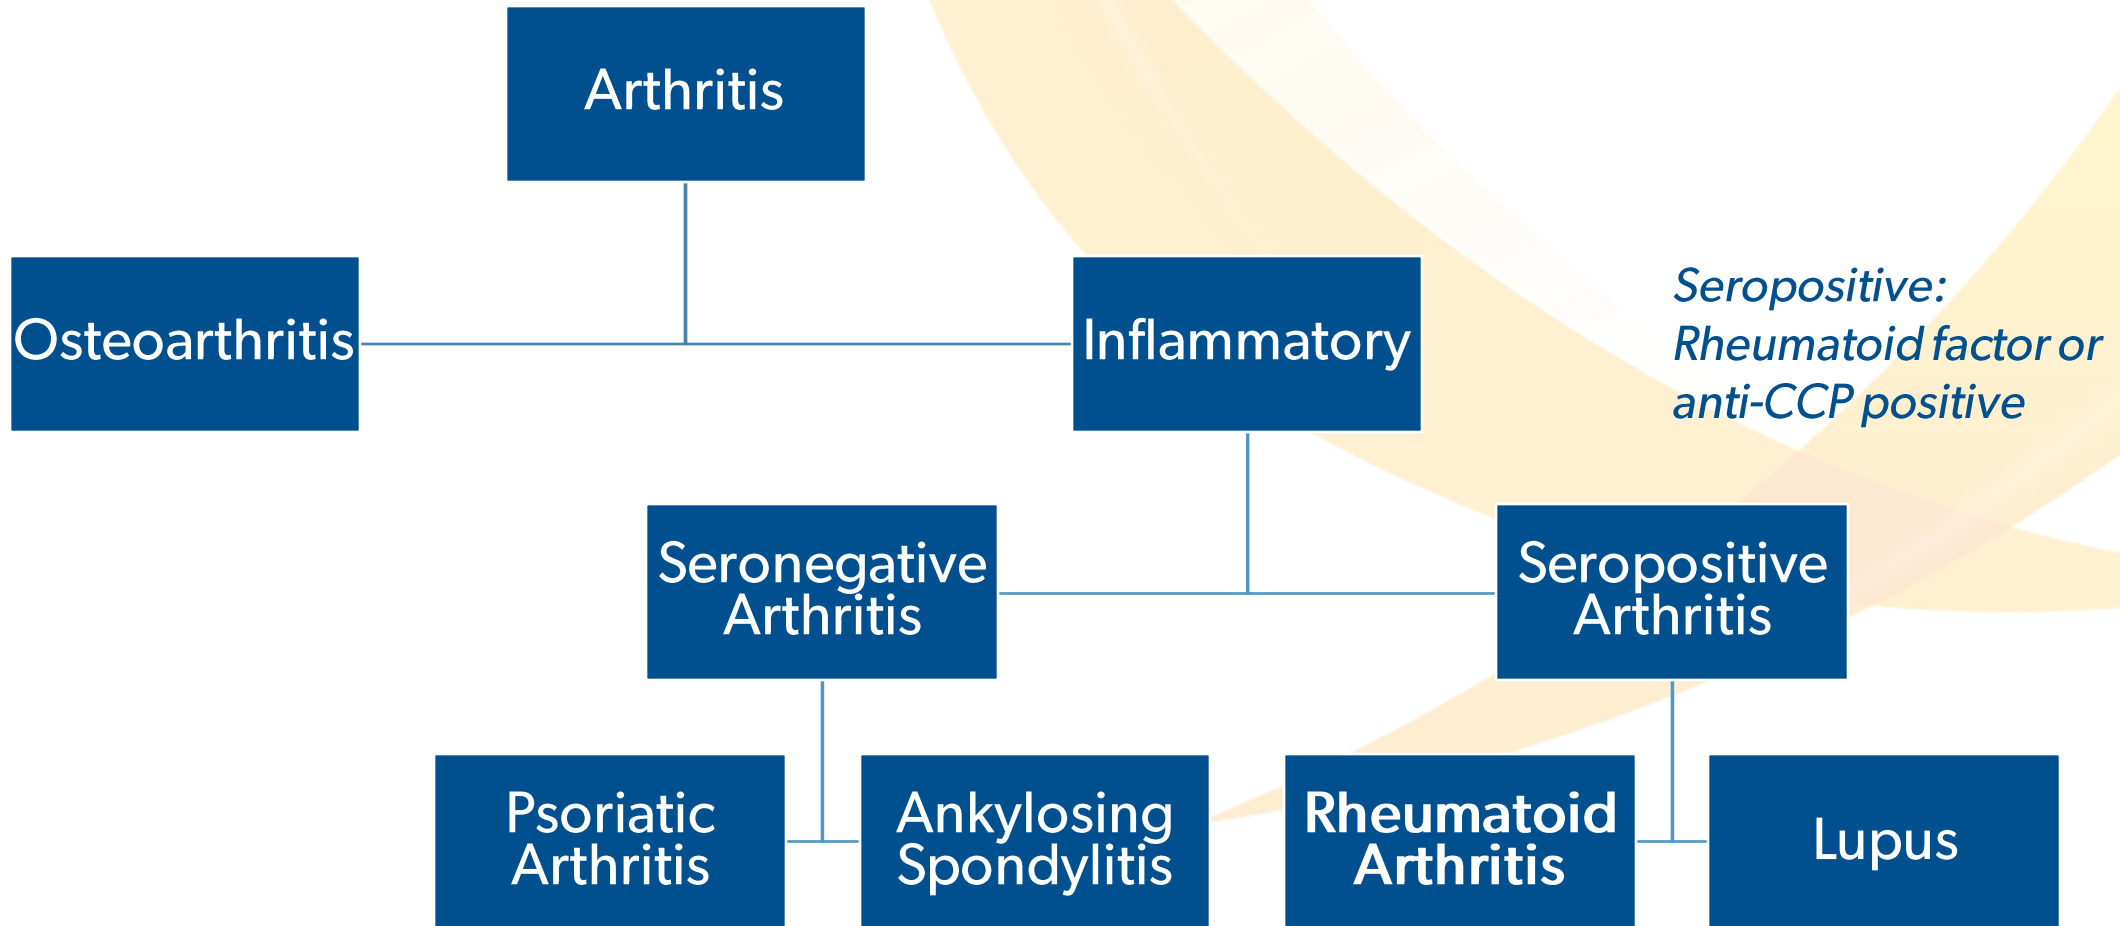 Arthritis
Osteoarthritis
Inflammatory
Seropositive:
Rheumatoid factor or
anti-CCP positive
Seronegative
Arthritis
Seropositive
Arthritis
Psoriatic
Arthritis
Ankylosing
Spondylitis
Rheumatoid
Arthritis
Lupus